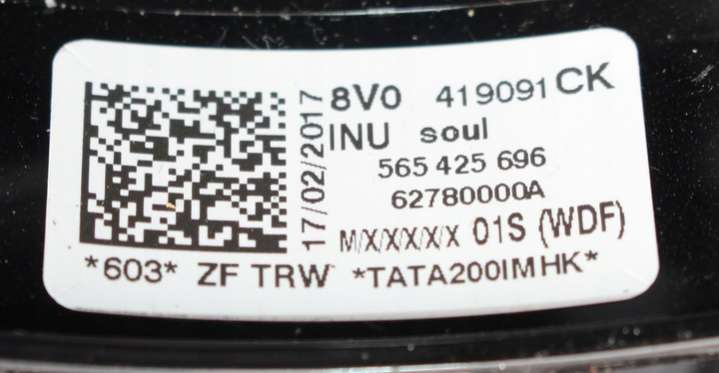 8V0 419091 CK
INU soul
565 425 696
62780000A
M/X/X/X/X/X 01S (WDF)
17/02/2017
*603* ZF TRW *TATA200IMHK*